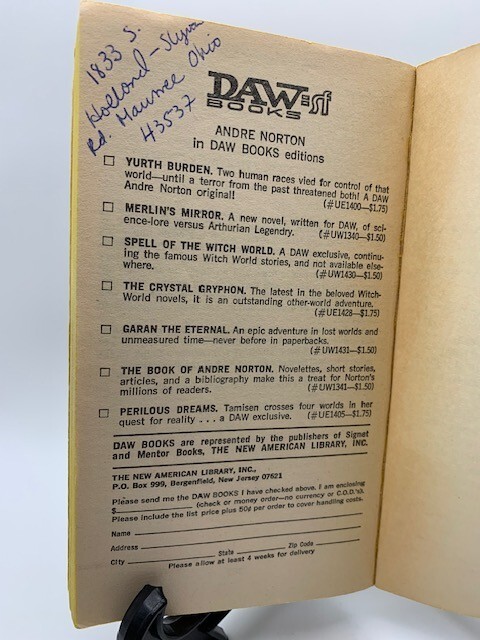 1833 S.
Holland-Sylvan
Rd. Maumee Ohio
43537
DAW sf
BOOKS
ANDRE NORTON
in DAW BOOKS editions
YURTH BURDEN. Two human races vied for control of that
world—until a terror from the past threatened both! A DAW
Andre Norton original! (#UE1400—$1.75)
MERLIN'S MIRROR. A new novel, written for DAW, of sci-
ence-lore versus Arthurian Legendry. (#UW1340—$1.50)
SPELL OF THE WITCH WORLD. A DAW exclusive, continu-
ing the famous Witch World stories, and not available else-
where. (#UW1430—$1.50)
THE CRYSTAL GRYPHON. The latest in the beloved Witch-
World novels, it is an outstanding other-world adventure.
(#UE1428—$1.75)
GARAN THE ETERNAL. An epic adventure in lost worlds and
unmeasured time—never before in paperbacks.
(#UW1431—$1.50)
THE BOOK OF ANDRE NORTON. Novelettes, short stories,
articles, and a bibliography make this a treat for Norton's
millions of readers. (#UW1341—$1.50)
PERILOUS DREAMS. Tamisen crosses four worlds in her
quest for reality . . . a DAW exclusive. (#UE1405—$1.75)
DAW BOOKS are represented by the publishers of Signet
and Mentor Books, THE NEW AMERICAN LIBRARY, INC.
THE NEW AMERICAN LIBRARY, INC.,
P.O. Box 999, Bergenfield, New Jersey 07621
Please send me the DAW BOOKS I have checked above. I am enclosing
$ (check or money order—no currency or C.O.D.'s).
Please include the list price plus 50¢ per order to cover handling costs.
Name
Address
City State Zip Code
Please allow at least 4 weeks for delivery